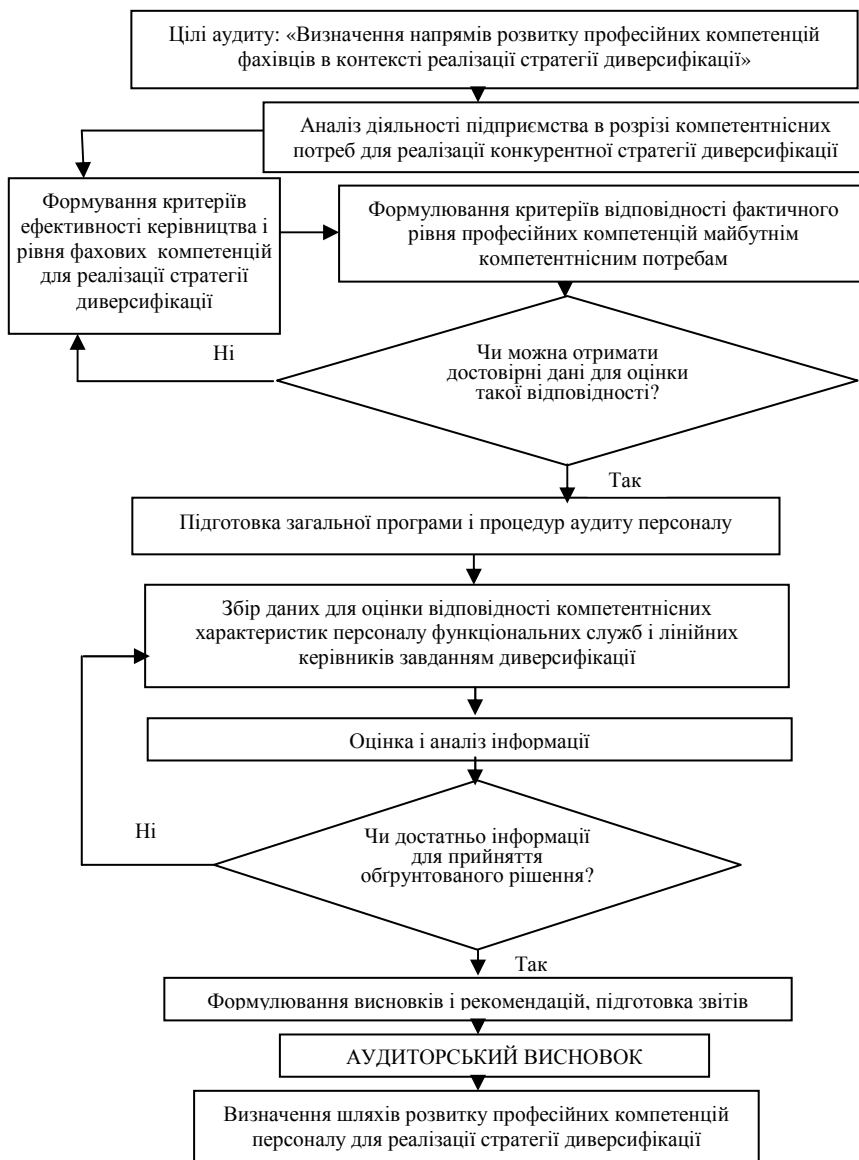 Цілі аудиту: «Визначення напрямів розвитку професійних компетенцій
фахівців в контексті реалізації стратегії диверсифікації»
Аналіз діяльності підприємства в розрізі компетентнісних
потреб для реалізації конкурентної стратегії диверсифікації
Формування критеріїв
ефективності керівництва і
рівня фахових компетенцій
для реалізації стратегії
диверсифікації
Формулювання критеріїв відповідності фактичного
рівня професійних компетенцій майбутнім
компетентнісним потребам
Ні
Чи можна отримати
достовірні дані для оцінки
такої відповідності?
Так
Підготовка загальної програми і процедур аудиту персоналу
Збір даних для оцінки відповідності компетентнісних
характеристик персоналу функціональних служб і лінійних
керівників завданням диверсифікації
Оцінка і аналіз інформації
Ні
Чи достатньо інформації
для прийняття
обґрунтованого рішення?
Так
Формулювання висновків і рекомендацій, підготовка звітів
АУДИТОРСЬКИЙ ВИСНОВОК
Визначення шляхів розвитку професійних компетенцій
персоналу для реалізації стратегії диверсифікації